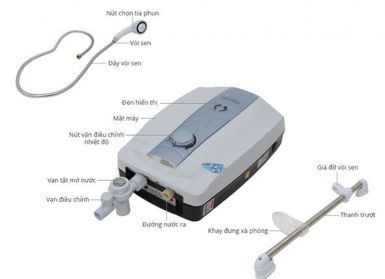 Nút chọn tia phun
Vòi sen
Dây vòi sen
Đèn hiển thị
Mặt máy
Nút vặn điều chỉnh
nhiệt độ
Van tắt mở nước
Van điều chỉnh
Đường nước ra
Giá đỡ vòi sen
Thanh trượt
Khay đựng xà phòng